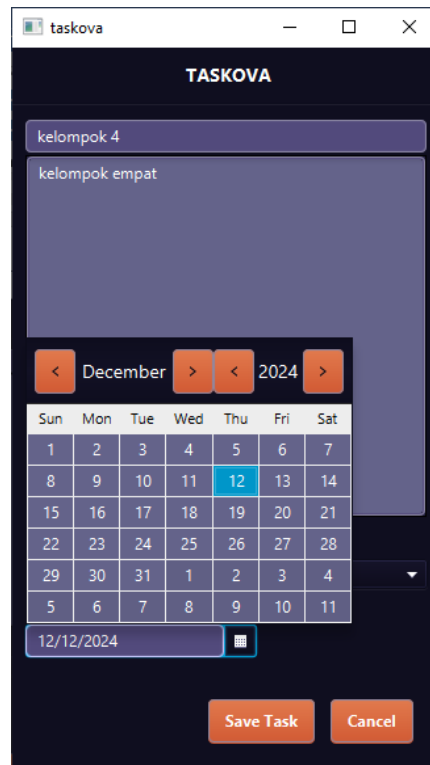 taskova
TASKOVA
kelompok 4
kelompok empat
< December > < 2024 >
Sun Mon Tue Wed Thu Fri Sat
1 2 3 4 5 6 7
8 9 10 11 12 13 14
15 16 17 18 19 20 21
22 23 24 25 26 27 28
29 30 31 1 2 3 4
5 6 7 8 9 10 11
12/12/2024
Save Task Cancel